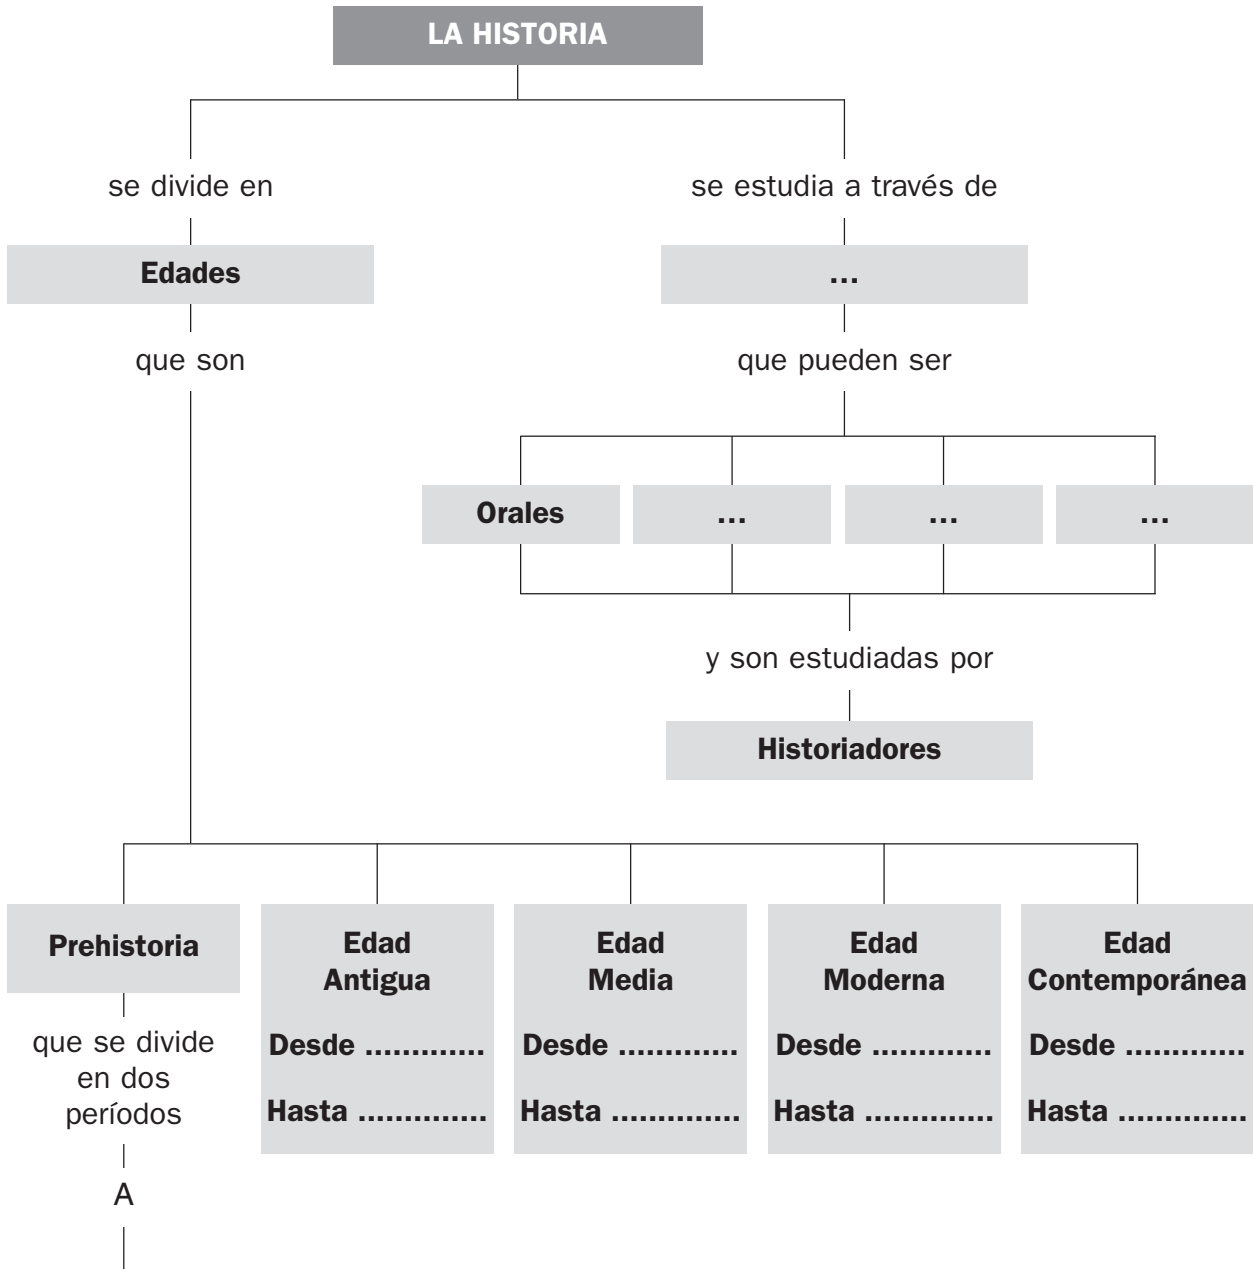 LA HISTORIA
se divide en
se estudia a través de
Edades
...
que son
que pueden ser
Orales
...
...
...
y son estudiadas por
Historiadores
Prehistoria
Edad
Antigua
Desde .............
Hasta ..............
Edad
Media
Desde .............
Hasta ..............
Edad
Moderna
Desde .............
Hasta ..............
Edad
Contemporánea
Desde .............
Hasta ..............
que se divide
en dos
períodos
A